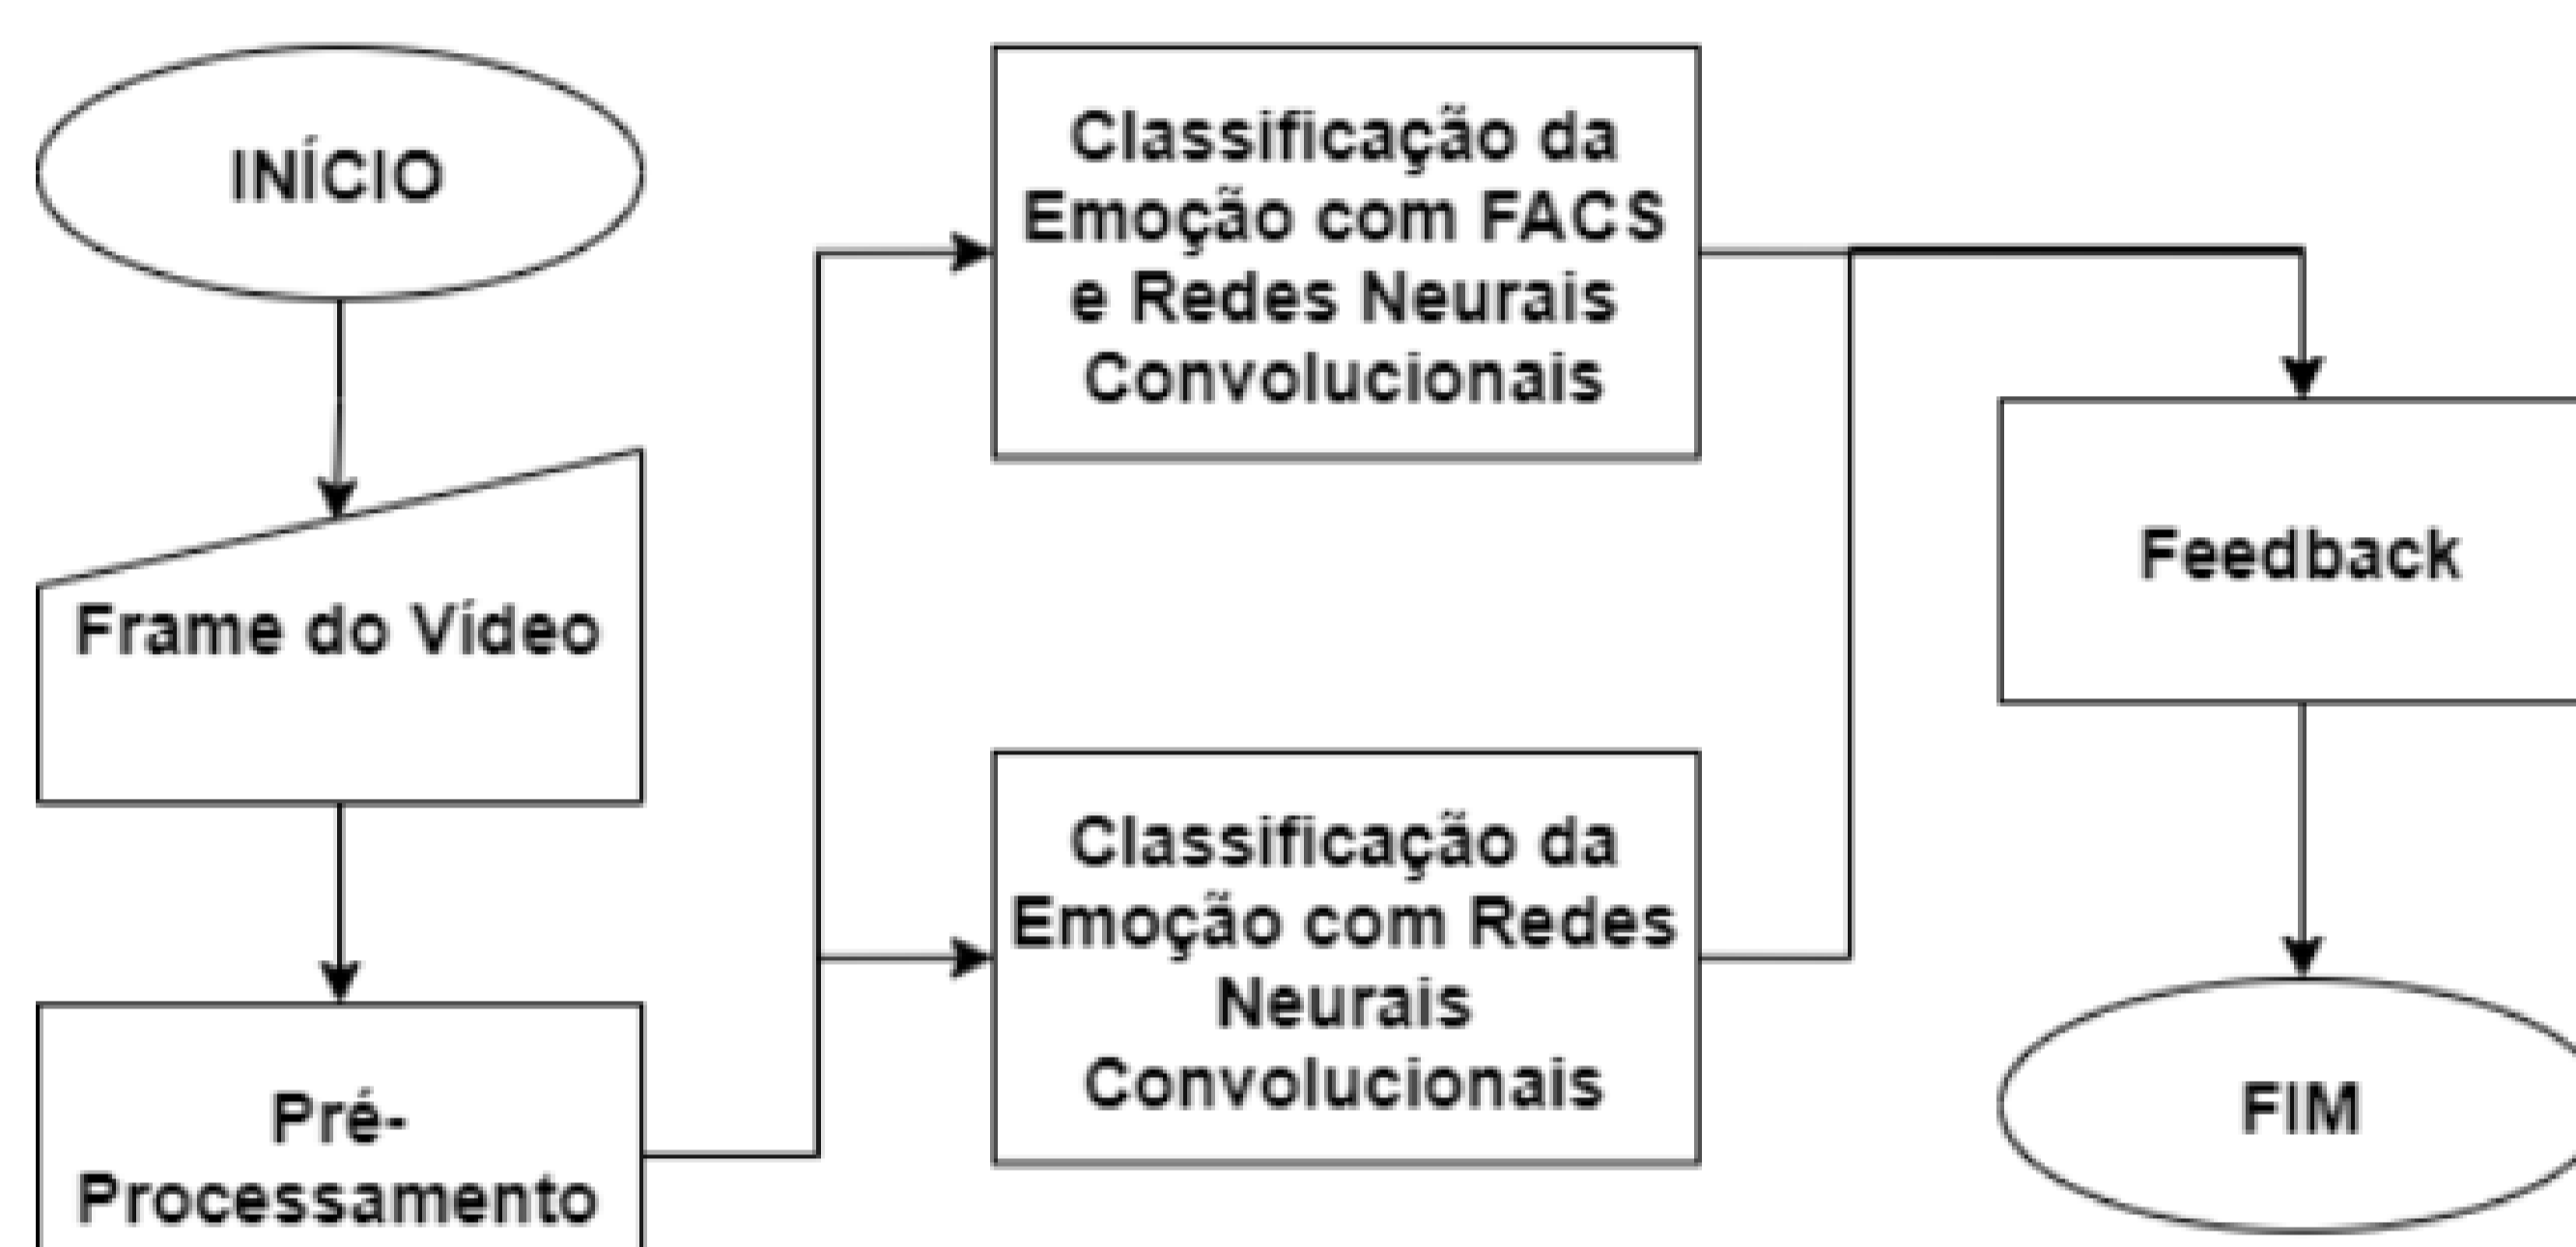 INÍCIO
Frame do Vídeo
Pré-
Processamento
Classificação da
Emoção com FACS
e Redes Neurais
Convolucionais
Classificação da
Emoção com Redes
Neurais
Convolucionais
Feedback
FIM